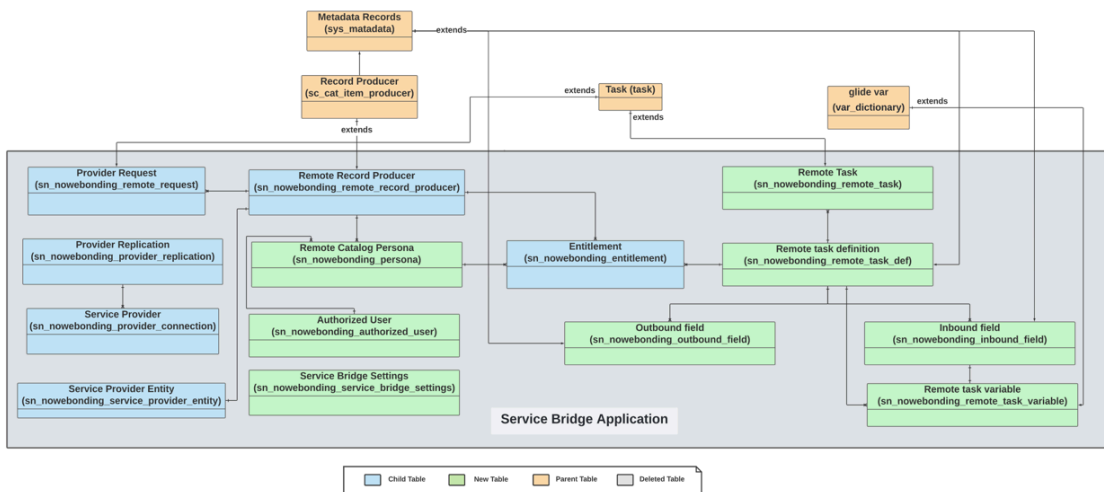 Metadata Records
(sys_matadata)
extends
Record Producer
(sc_cat_item_producer)
extends
Task (task)
extends
glide var
(var_dictionary)
extends
extends
Provider Request
(sn_nowebonding_remote_request)
Remote Record Producer
(sn_nowebonding_remote_record_producer)
Remote Task
(sn_nowebonding_remote_task)
Provider Replication
(sn_nowebonding_provider_replication)
Remote Catalog Persona
(sn_nowebonding_persona)
Entitlement
(sn_nowebonding_entitlement)
Remote task definition
(sn_nowebonding_remote_task_def)
Service Provider
(sn_nowebonding_provider_connection)
Authorized User
(sn_nowebonding_authorized_user)
Outbound field
(sn_nowebonding_outbound_field)
Inbound field
(sn_nowebonding_inbound_field)
Service Provider Entity
(sn_nowebonding_service_provider_entity)
Service Bridge Settings
(sn_nowebonding_service_bridge_settings)
Remote task variable
(sn_nowebonding_remote_task_variable)
Service Bridge Application
Child Table
New Table
Parent Table
Deleted Table